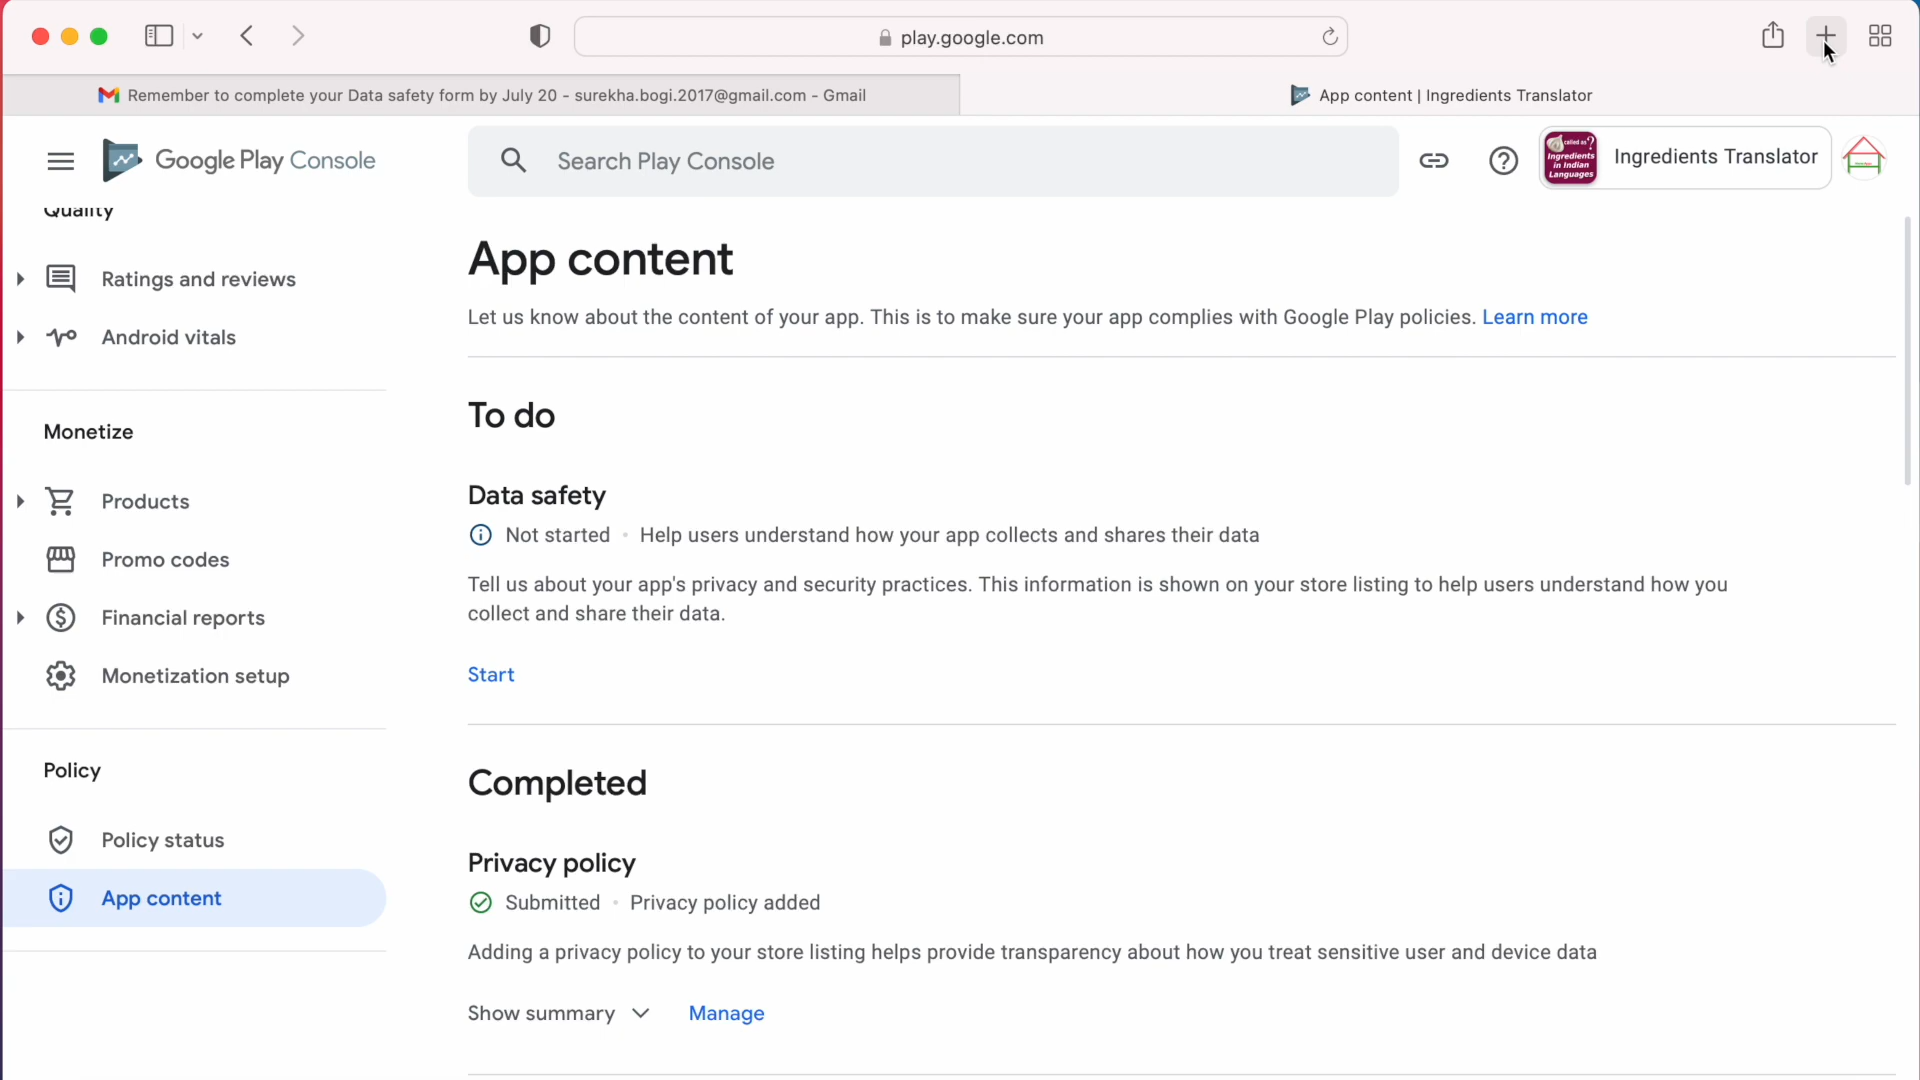 play.google.com
Remember to complete your Data safety form by July 20 - surekha.bogi.2017@gmail.com - Gmail
App content | Ingredients Translator
Google Play Console
Search Play Console
called as?
Ingredients
in Indian
Languages
Ingredients Translator
Quality
Ratings and reviews
Android vitals
Monetize
Products
Promo codes
Financial reports
Monetization setup
Policy
Policy status
App content
App content
Let us know about the content of your app. This is to make sure your app complies with Google Play policies. Learn more
To do
Data safety
Not started • Help users understand how your app collects and shares their data
Tell us about your app's privacy and security practices. This information is shown on your store listing to help users understand how you
collect and share their data.
Start
Completed
Privacy policy
Submitted • Privacy policy added
Adding a privacy policy to your store listing helps provide transparency about how you treat sensitive user and device data
Show summary Manage